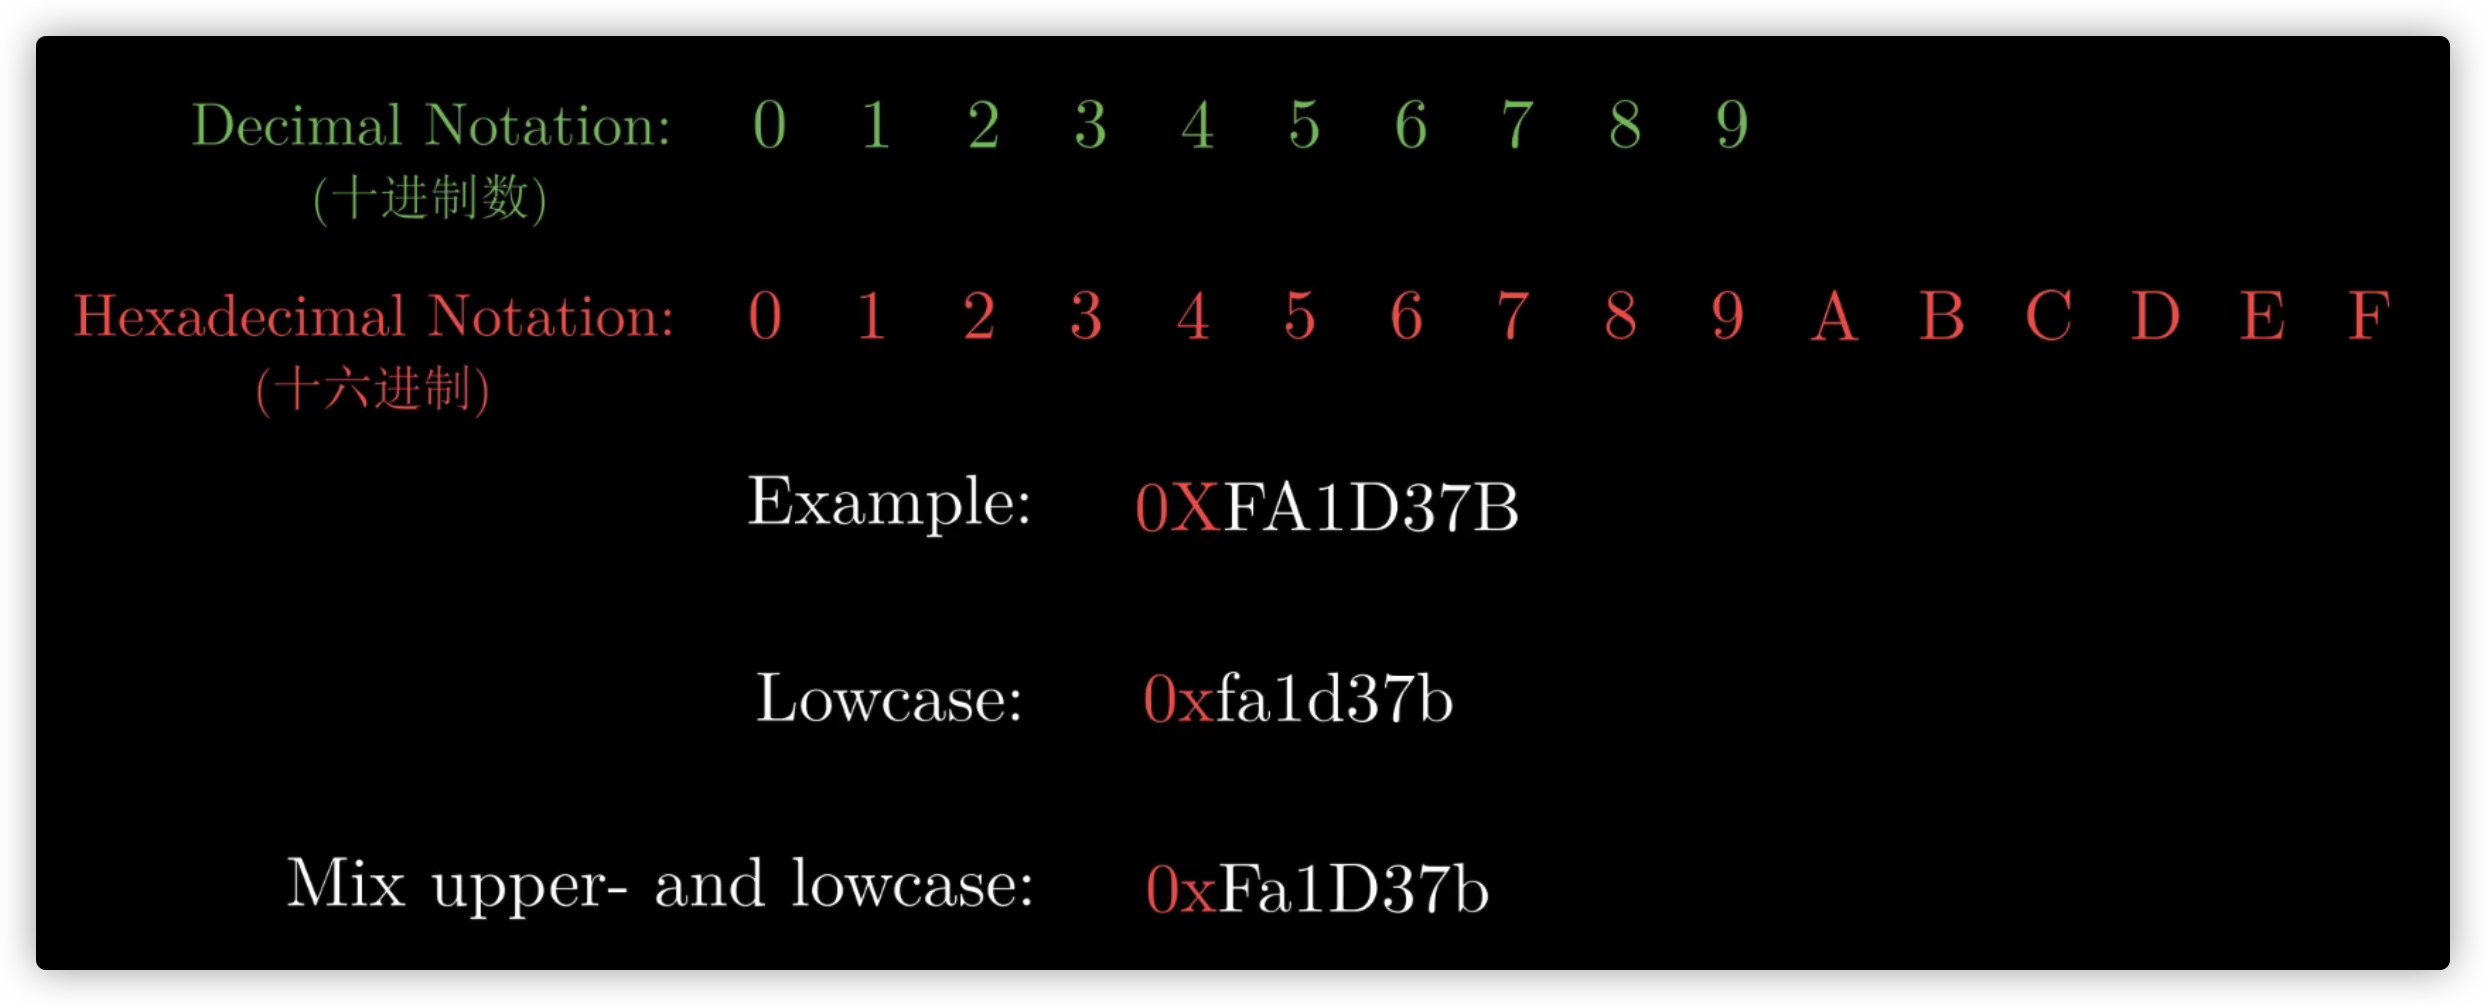 Decimal Notation: 0 1 2 3 4 5 6 7 8 9
(十进制数)
Hexadecimal Notation: 0 1 2 3 4 5 6 7 8 9 A B C D E F
(十六进制)
Example: 0XFA1D37B
Lowcase: 0xfa1d37b
Mix upper- and lowcase: 0xFa1D37b